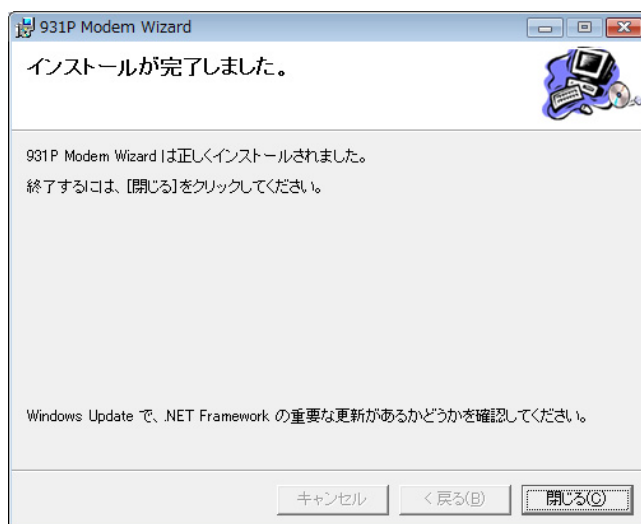 931P Modem Wizard
インストールが完了しました。
931P Modem Wizard は正しくインストールされました。
終了するには、[閉じる]をクリックしてください。
Windows Update で、.NET Framework の重要な更新があるかどうかを確認してください。
キャンセル
< 戻る(B)
閉じる(C)